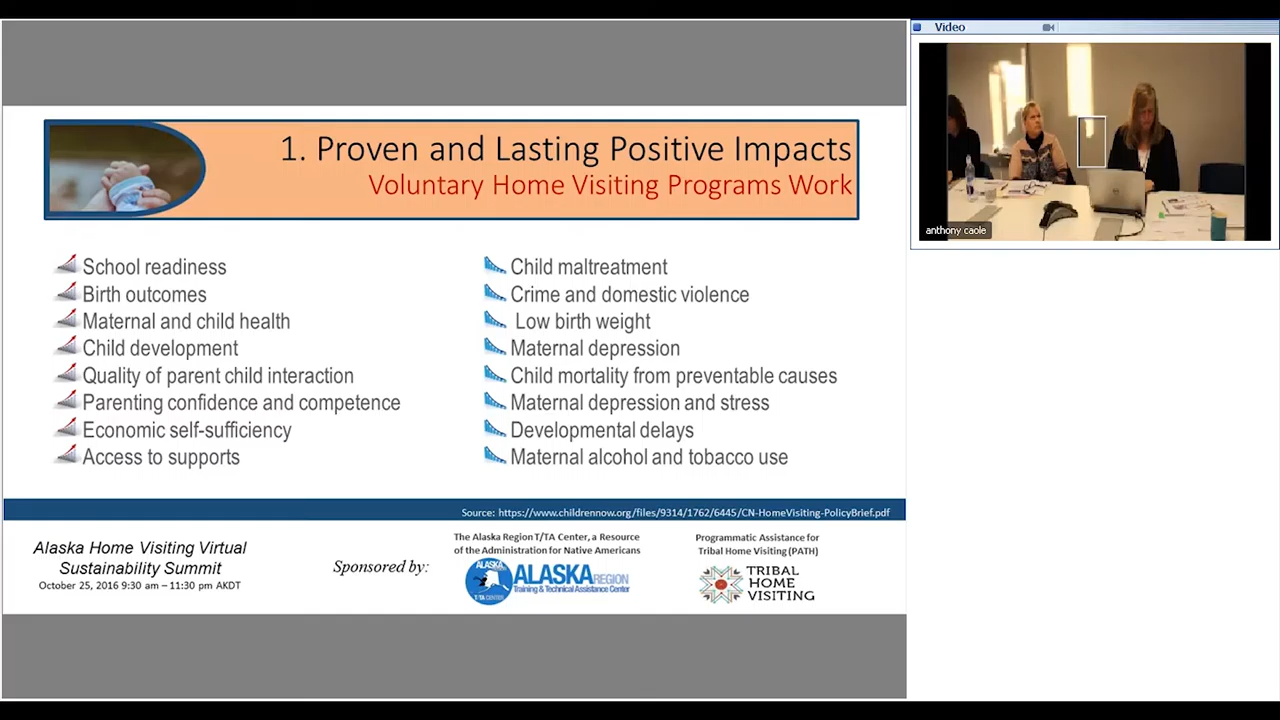 Video
anthony caole
1. Proven and Lasting Positive Impacts
Voluntary Home Visiting Programs Work
School readiness
Birth outcomes
Maternal and child health
Child development
Quality of parent child interaction
Parenting confidence and competence
Economic self-sufficiency
Access to supports
Child maltreatment
Crime and domestic violence
Low birth weight
Maternal depression
Child mortality from preventable causes
Maternal depression and stress
Developmental delays
Maternal alcohol and tobacco use
Source: https://www.childrennow.org/files/9314/1762/6445/CN-HomeVisiting-PolicyBrief.pdf
Alaska Home Visiting Virtual
Sustainability Summit
October 25, 2016 9:30 am – 11:30 pm AKDT
Sponsored by:
The Alaska Region T/TA Center, a Resource
of the Administration for Native Americans
ALASKA
T/TA CENTER
ALASKA REGION
Training & Technical Assistance Center
Programmatic Assistance for
Tribal Home Visiting (PATH)
TRIBAL
HOME
VISITING